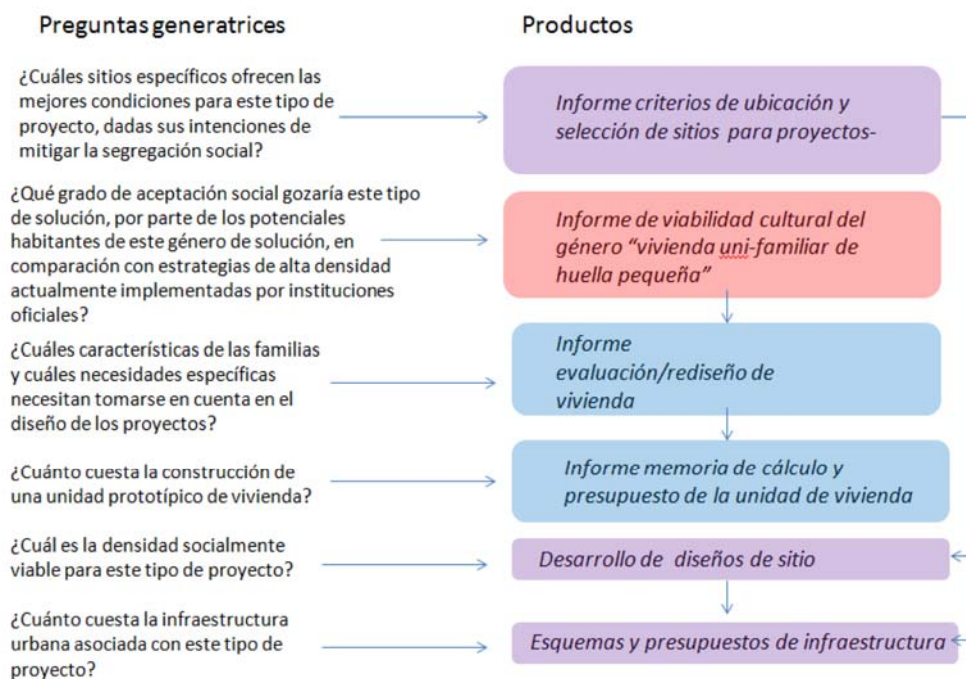 Preguntas generatrices
Productos
¿Cuáles sitios específicos ofrecen las
mejores condiciones para este tipo de
proyecto, dadas sus intenciones de
mitigar la segregación social?
Informe criterios de ubicación y
selección de sitios para proyectos-
¿Qué grado de aceptación social gozaría este tipo
de solución, por parte de los potenciales
habitantes de este género de solución, en
comparación con estrategias de alta densidad
actualmente implementadas por instituciones
oficiales?
Informe de viabilidad cultural del
género “vivienda uni-familiar de
huella pequeña”
¿Cuáles características de las familias
y cuáles necesidades específicas
necesitan tomarse en cuenta en el
diseño de los proyectos?
Informe
evaluación/rediseño de
vivienda
¿Cuánto cuesta la construcción de
una unidad prototípico de vivienda?
Informe memoria de cálculo y
presupuesto de la unidad de vivienda
¿Cuál es la densidad socialmente
viable para este tipo de proyecto?
Desarrollo de diseños de sitio
¿Cuánto cuesta la infraestructura
urbana asociada con este tipo de
proyecto?
Esquemas y presupuestos de infraestructura